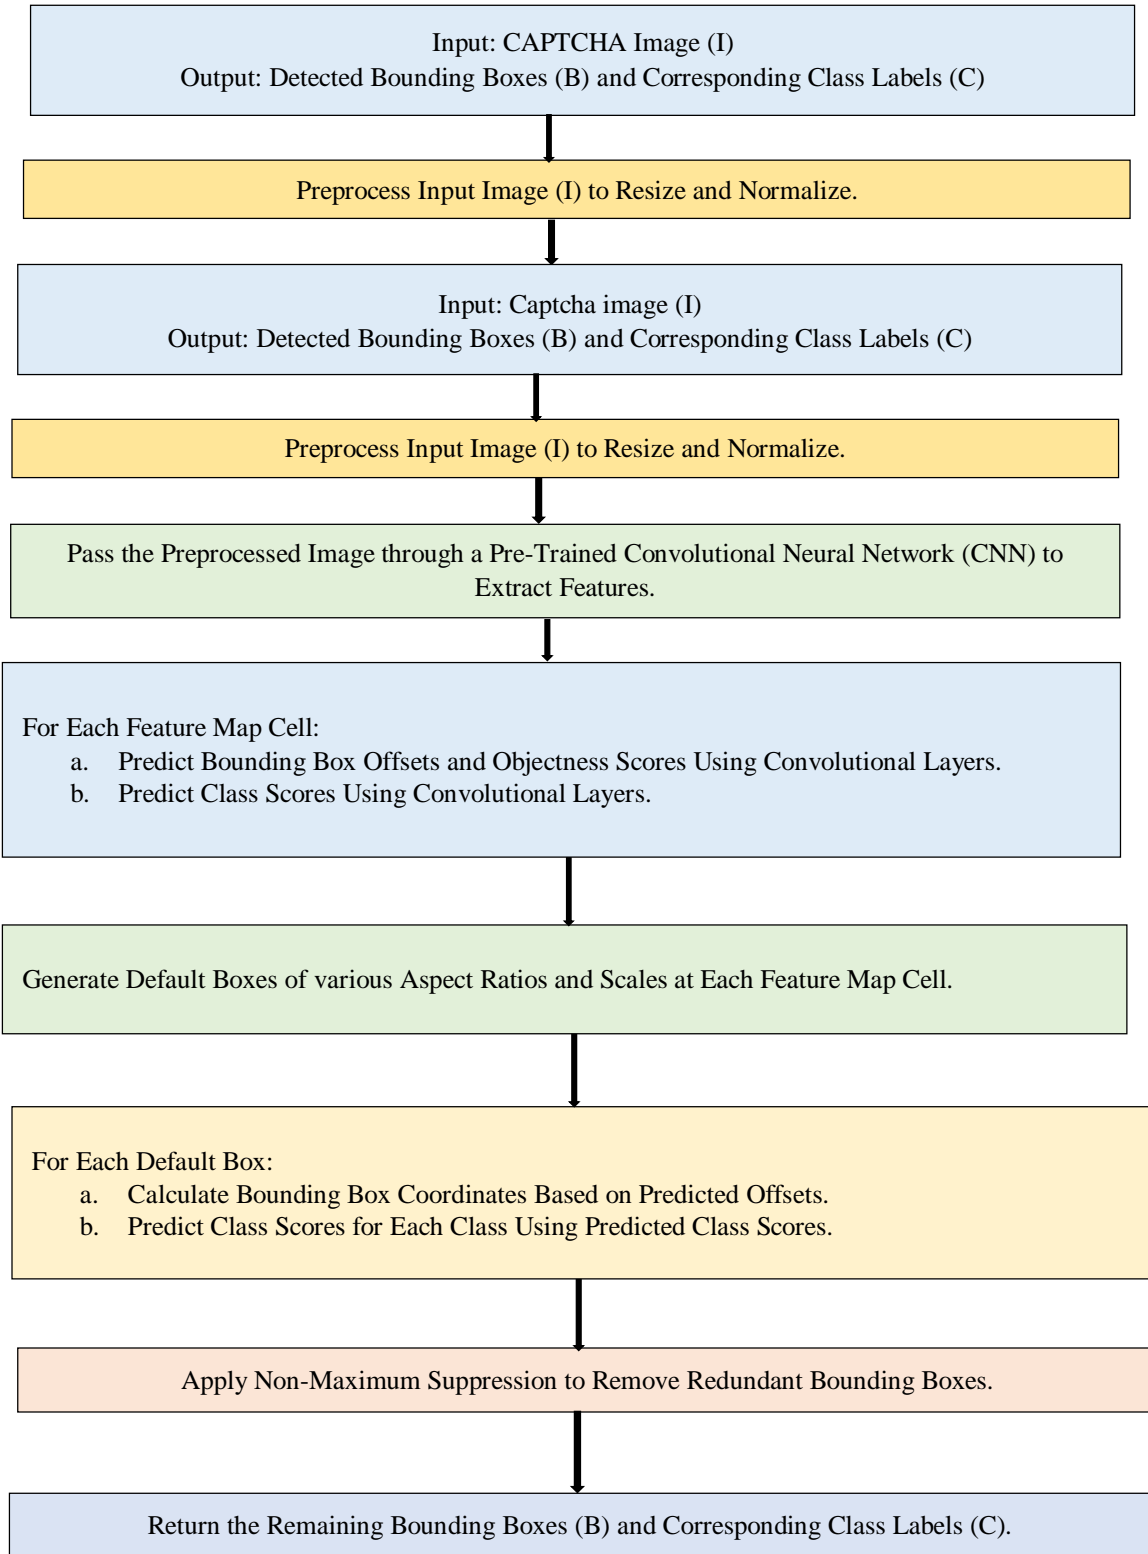 Input: CAPTCHA Image (I)
Output: Detected Bounding Boxes (B) and Corresponding Class Labels (C)
Preprocess Input Image (I) to Resize and Normalize.
Input: Captcha image (I)
Output: Detected Bounding Boxes (B) and Corresponding Class Labels (C)
Preprocess Input Image (I) to Resize and Normalize.
Pass the Preprocessed Image through a Pre-Trained Convolutional Neural Network (CNN) to
Extract Features.
For Each Feature Map Cell:
a. Predict Bounding Box Offsets and Objectness Scores Using Convolutional Layers.
b. Predict Class Scores Using Convolutional Layers.
Generate Default Boxes of various Aspect Ratios and Scales at Each Feature Map Cell.
For Each Default Box:
a. Calculate Bounding Box Coordinates Based on Predicted Offsets.
b. Predict Class Scores for Each Class Using Predicted Class Scores.
Apply Non-Maximum Suppression to Remove Redundant Bounding Boxes.
Return the Remaining Bounding Boxes (B) and Corresponding Class Labels (C).